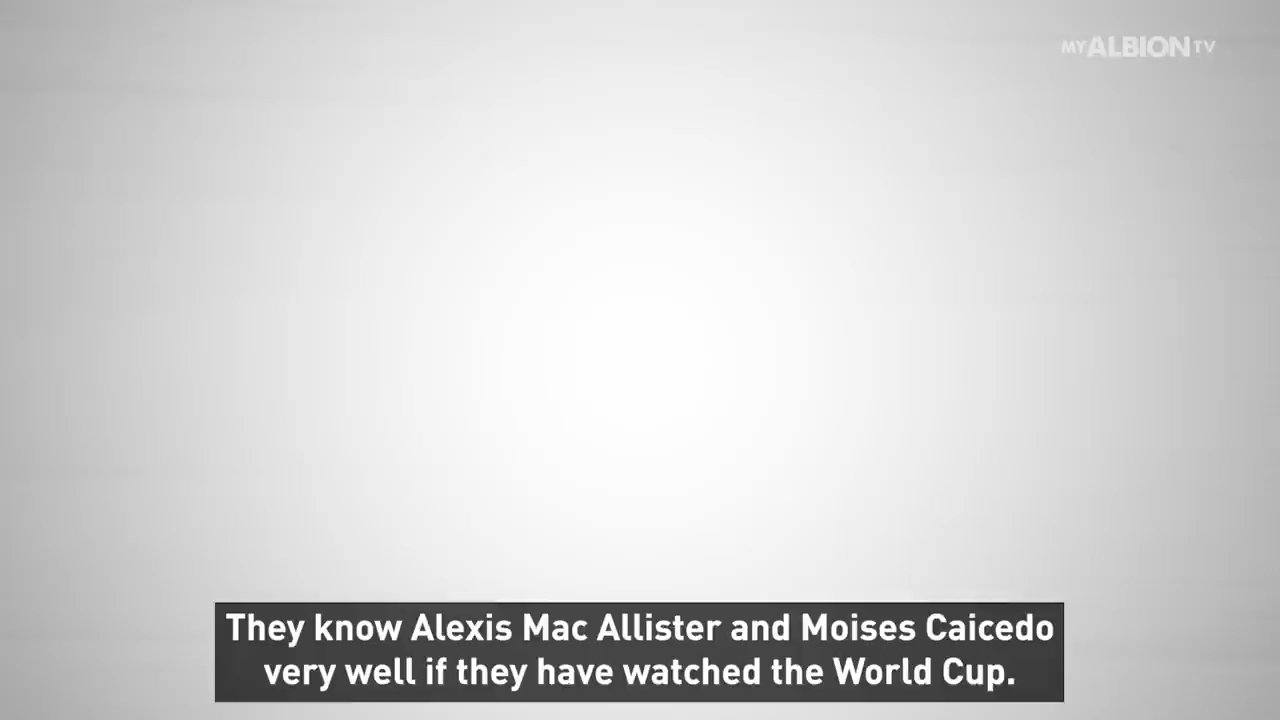 MYALBIONTV
They know Alexis Mac Allister and Moises Caicedo
very well if they have watched the World Cup.